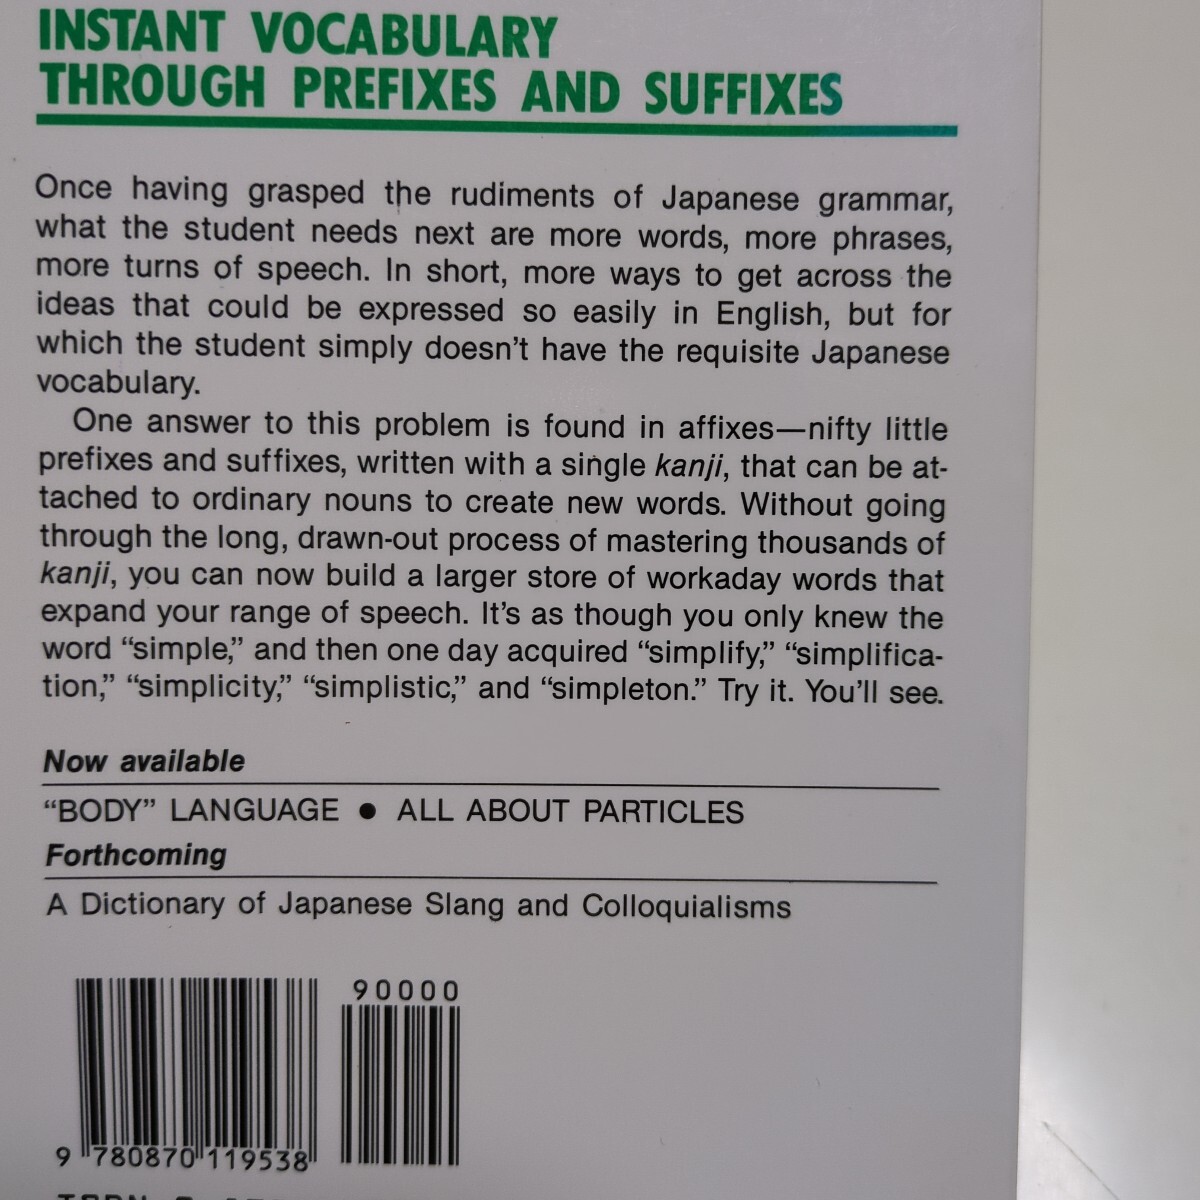 INSTANT VOCABULARY
THROUGH PREFIXES AND SUFFIXES
Once having grasped the rudiments of Japanese grammar,
what the student needs next are more words, more phrases,
more turns of speech. In short, more ways to get across the
ideas that could be expressed so easily in English, but for
which the student simply doesn't have the requisite Japanese
vocabulary.
One answer to this problem is found in affixes—nifty little
prefixes and suffixes, written with a single kanji, that can be at-
tached to ordinary nouns to create new words. Without going
through the long, drawn-out process of mastering thousands of
kanji, you can now build a larger store of workaday words that
expand your range of speech. It's as though you only knew the
word “simple,” and then one day acquired “simplify,” “simplifica-
tion,” “simplicity,” “simplistic,” and “simpleton.” Try it. You'll see.
Now available
“BODY” LANGUAGE ● ALL ABOUT PARTICLES
Forthcoming
A Dictionary of Japanese Slang and Colloquialisms
90000
9 780870 119538